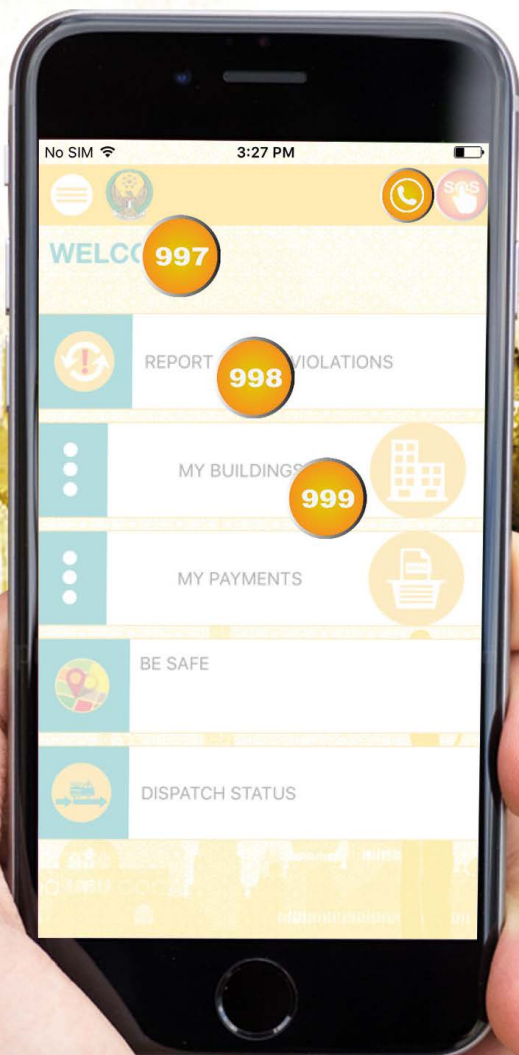 No SIM 3:27 PM
SOS
WELC
997
REPORT VIOLATIONS
998
MY BUILDINGS
999
MY PAYMENTS
BE SAFE
DISPATCH STATUS